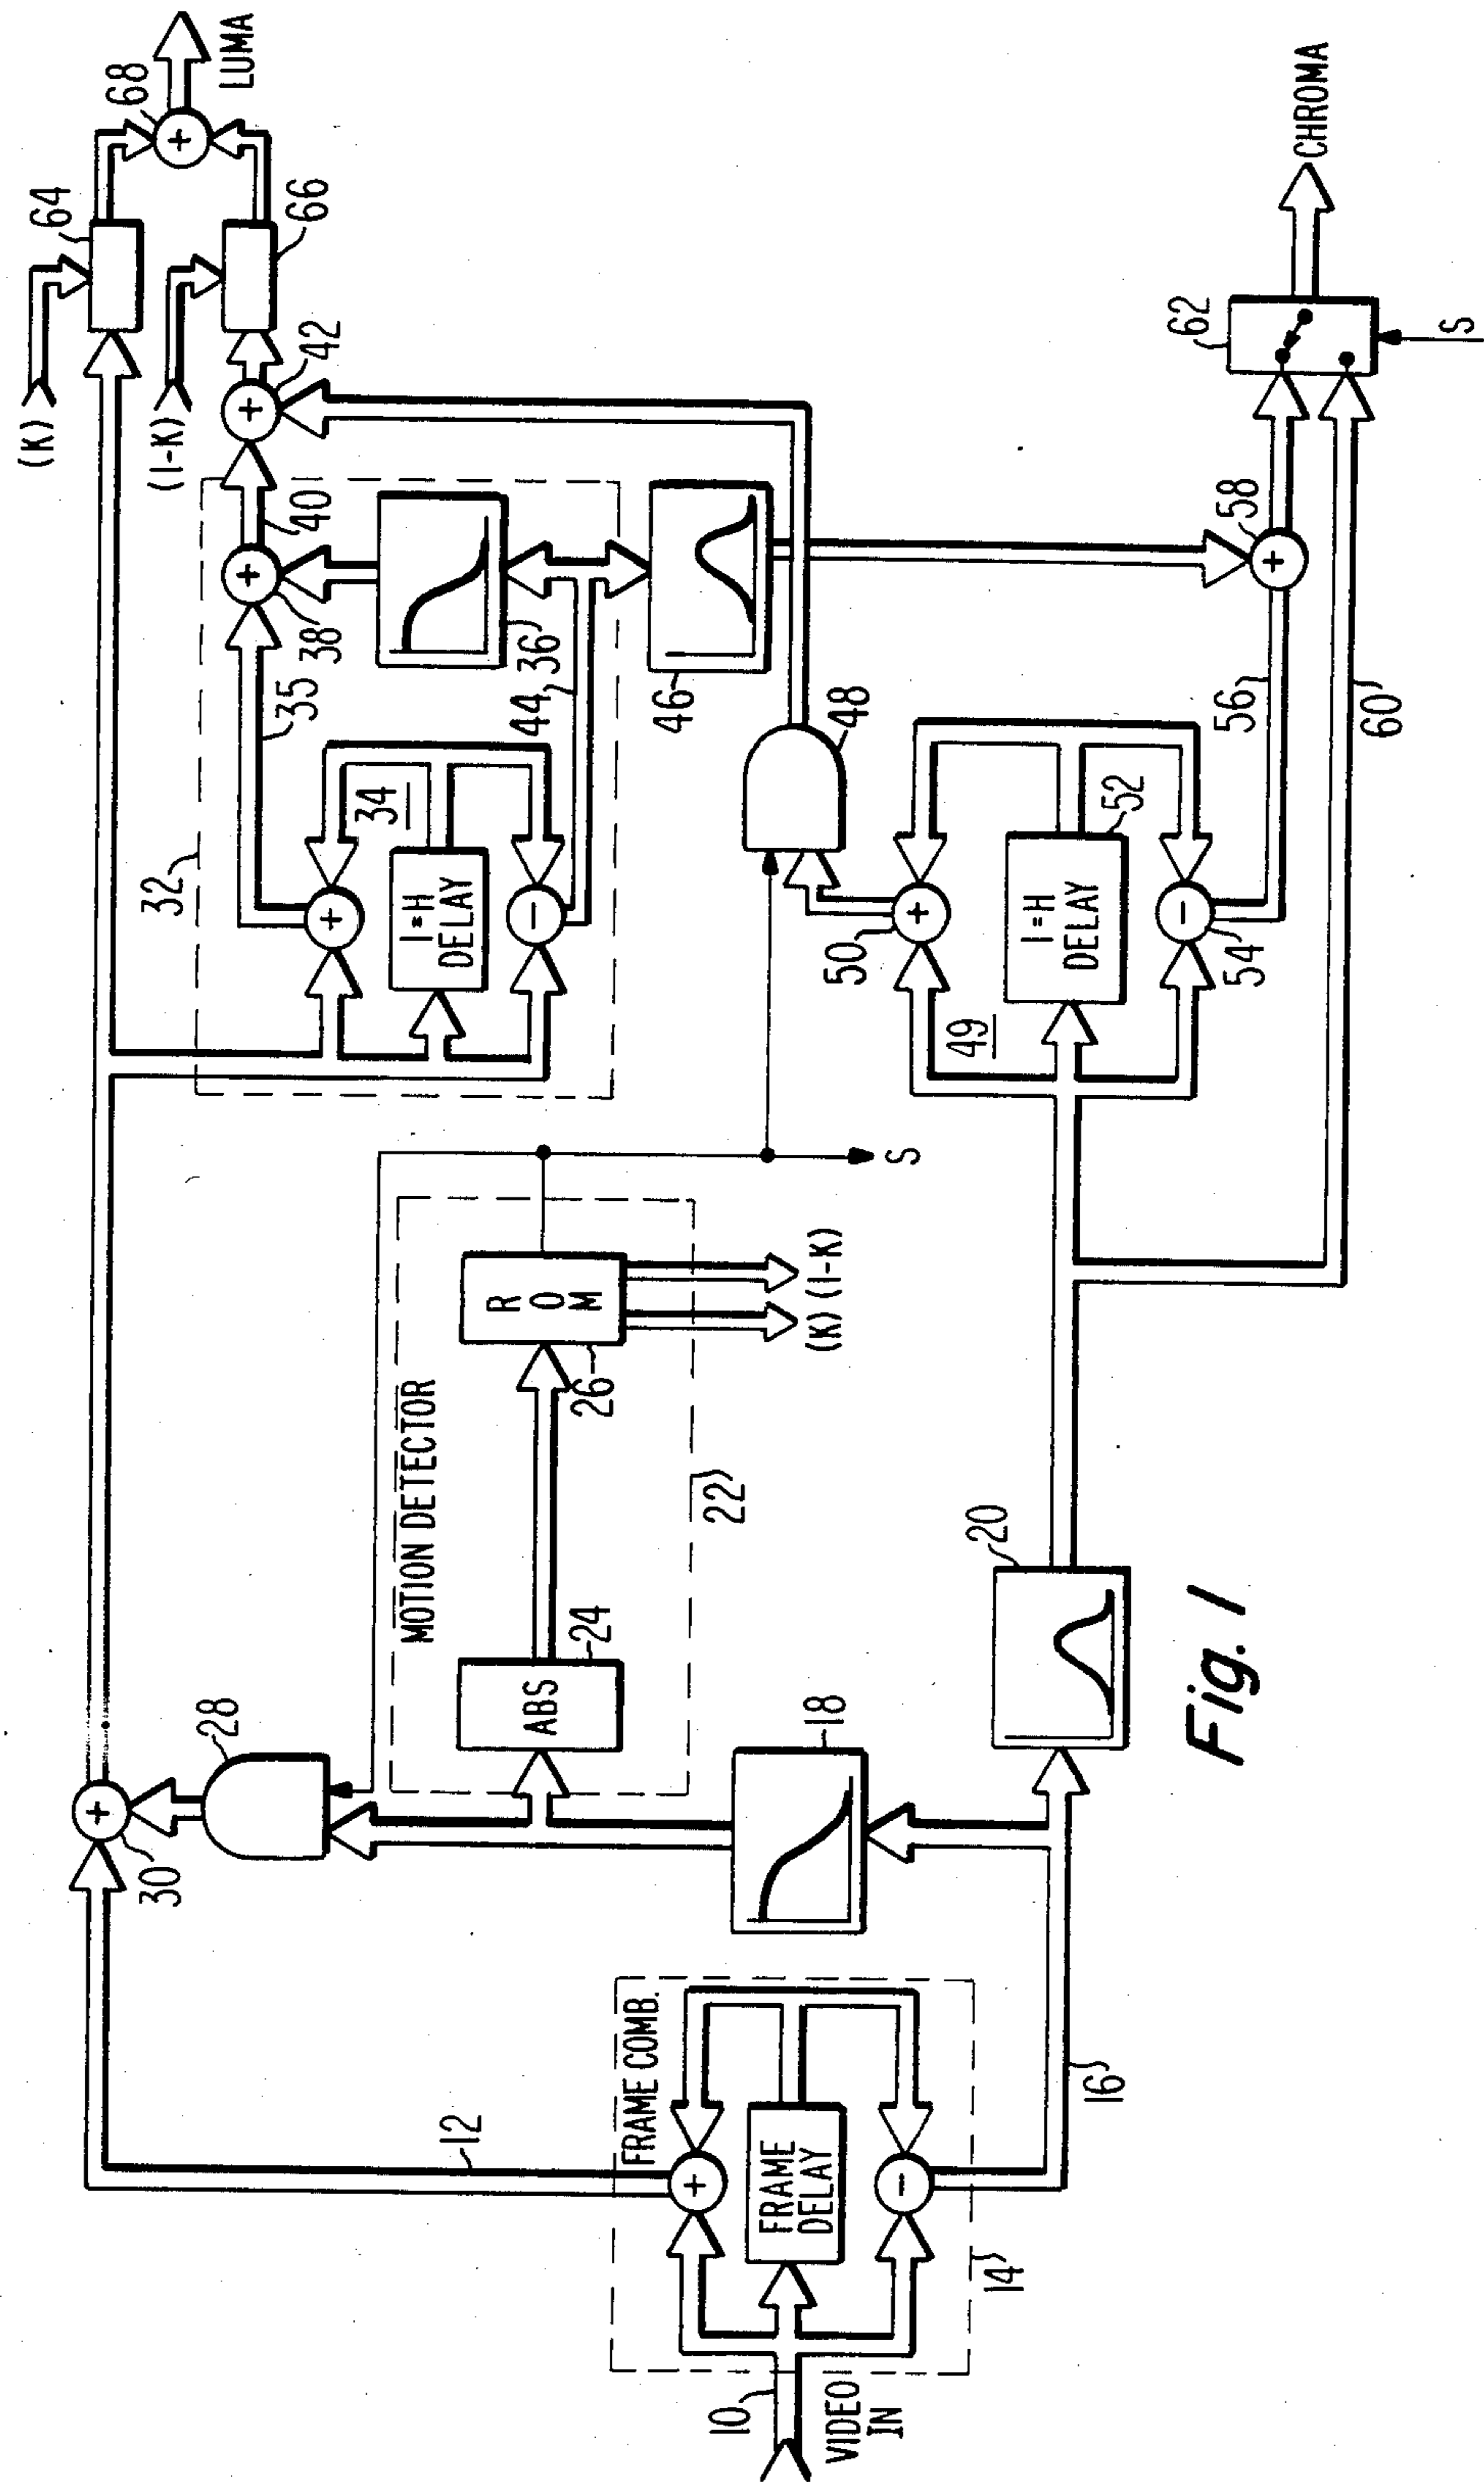 VIDEO
IN
10
FRAME COMB.
FRAME
DELAY
+
-
14
12
16
30
+
28
18
20
MOTION DETECTOR
ABS
24
22
ROM
26
(K) (1-K)
S
32
34
1=H
DELAY
+
-
35
38
+
40
36
44
46
42
+
48
49
50
+
1=H
DELAY
52
54
-
56
58
+
60
62
S
CHROMA
(K)
(1-K)
64
66
68
+
LUMA
Fig. 1